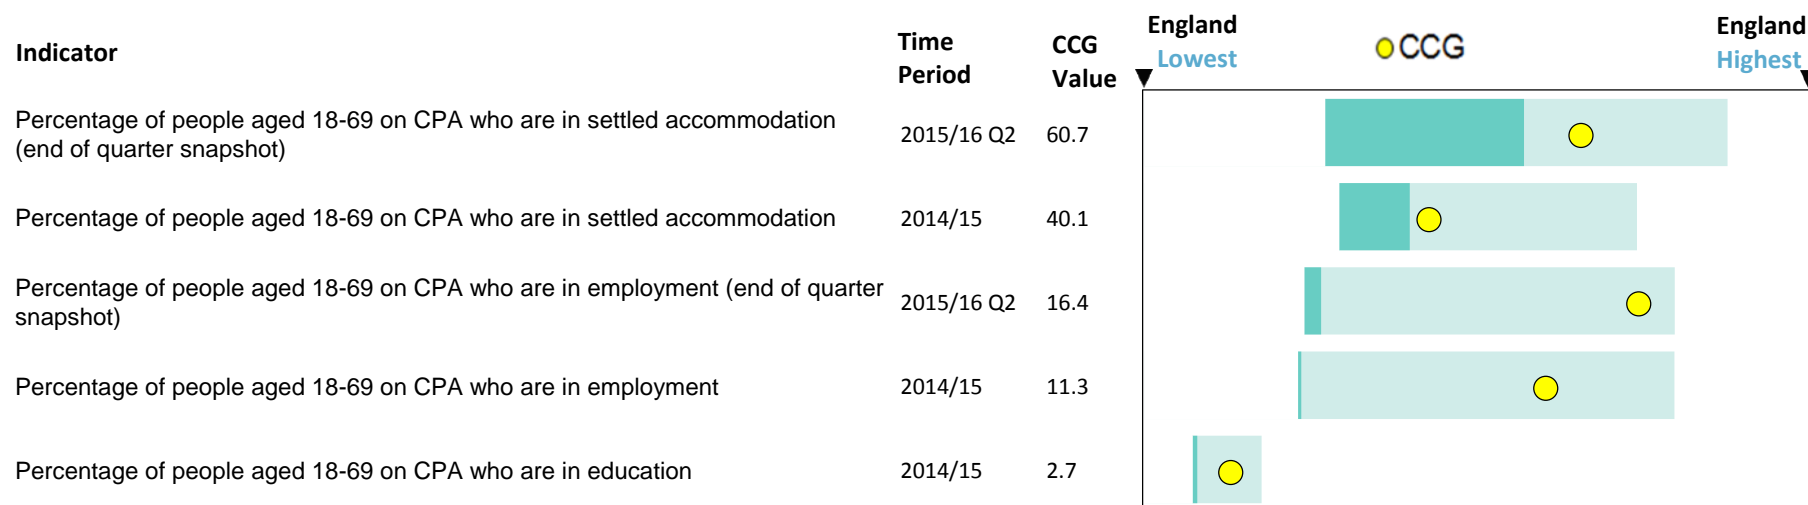 Indicator
Time
Period
CCG
Value
England
Lowest
CCG
England
Highest
Percentage of people aged 18-69 on CPA who are in settled accommodation
(end of quarter snapshot)
2015/16 Q2
60.7
Percentage of people aged 18-69 on CPA who are in settled accommodation
2014/15
40.1
Percentage of people aged 18-69 on CPA who are in employment (end of quarter
snapshot)
2015/16 Q2
16.4
Percentage of people aged 18-69 on CPA who are in employment
2014/15
11.3
Percentage of people aged 18-69 on CPA who are in education
2014/15
2.7